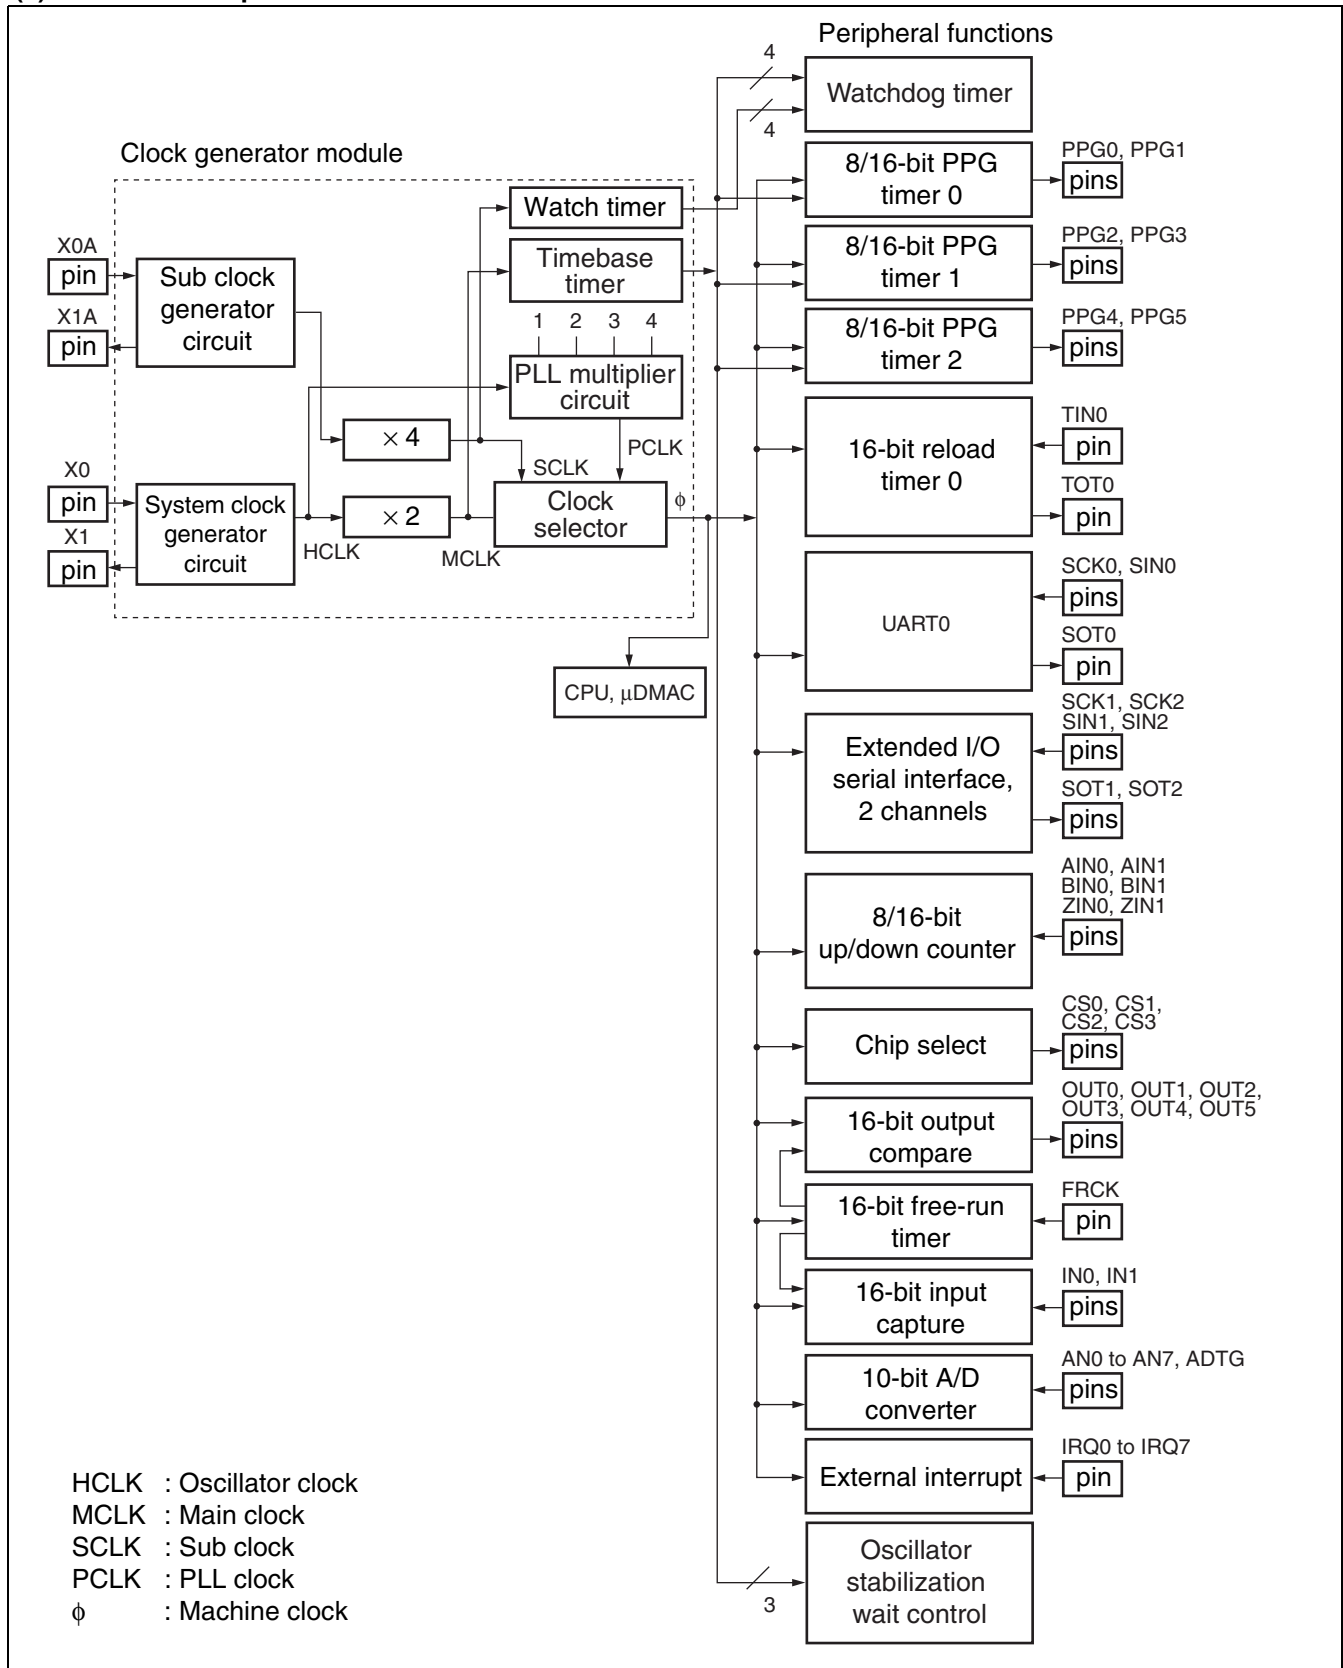 Peripheral functions
4
Watchdog timer
4
Clock generator module
PPG0, PPG1
8/16-bit PPG
timer 0
pins
Watch timer
X0A
pin
Sub clock
generator
circuit
X1A
pin
Timebase
timer
PPG2, PPG3
8/16-bit PPG
timer 1
pins
1 2 3 4
PPG4, PPG5
8/16-bit PPG
timer 2
pins
PLL multiplier
circuit
× 4
PCLK
SCLK
TIN0
16-bit reload
timer 0
pin
TOT0
pin
X0
pin
System clock
generator
circuit
X1
pin
HCLK
× 2
MCLK
Clock
selector
ϕ
SCK0, SIN0
pins
UART0
SOT0
pin
CPU, µDMAC
SCK1, SCK2
SIN1, SIN2
pins
Extended I/O
serial interface,
2 channels
SOT1, SOT2
pins
AIN0, AIN1
BIN0, BIN1
ZIN0, ZIN1
8/16-bit
up/down counter
pins
CS0, CS1,
CS2, CS3
Chip select
pins
OUT0, OUT1, OUT2,
OUT3, OUT4, OUT5
16-bit output
compare
pins
FRCK
16-bit free-run
timer
pin
IN0, IN1
16-bit input
capture
pins
AN0 to AN7, ADTG
10-bit A/D
converter
pins
IRQ0 to IRQ7
External interrupt
pin
Oscillator
stabilization
wait control
3
HCLK : Oscillator clock
MCLK : Main clock
SCLK : Sub clock
PCLK : PLL clock
ϕ : Machine clock